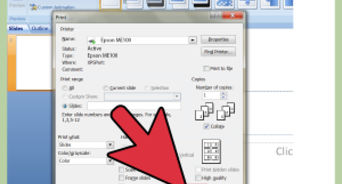 Custom Animation
Slides
Outline
Print
Printer
Name:
Epson ME300
Properties
Status:
Active
Find Printer...
Type:
Epson ME300
Where:
Comment:
Print to file
Print range
Copies
All
Current slide
Selection
Number of copies:
Custom Show:
1
Slides:
Enter slide numbers and
ranges. For example,
1,3,5-12
Collate
Print what:
Slides
Color/grayscale:
Vertical
Color
Print hidden slides
Frame slides
High quality
Clic